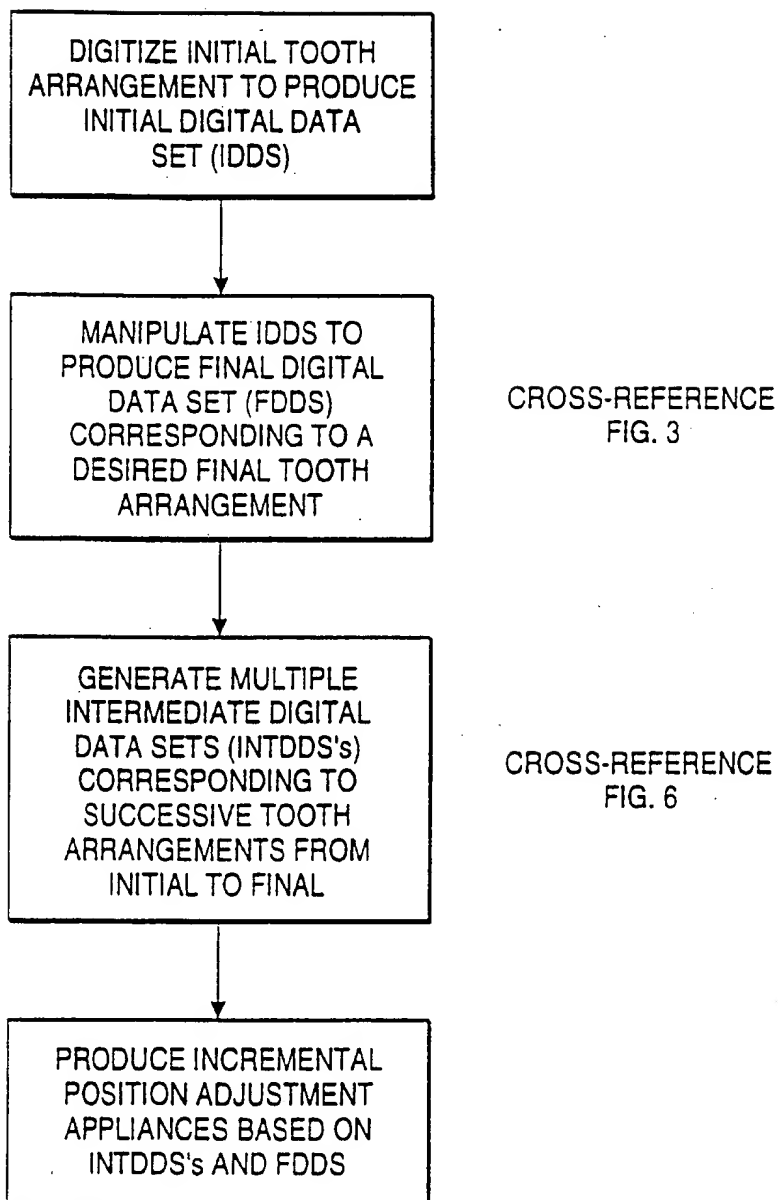 DIGITIZE INITIAL TOOTH
ARRANGEMENT TO PRODUCE
INITIAL DIGITAL DATA
SET (IDDS)
MANIPULATE IDDS TO
PRODUCE FINAL DIGITAL
DATA SET (FDDS)
CORRESPONDING TO A
DESIRED FINAL TOOTH
ARRANGEMENT
CROSS-REFERENCE
FIG. 3
GENERATE MULTIPLE
INTERMEDIATE DIGITAL
DATA SETS (INTDDS's)
CORRESPONDING TO
SUCCESSIVE TOOTH
ARRANGEMENTS FROM
INITIAL TO FINAL
CROSS-REFERENCE
FIG. 6
PRODUCE INCREMENTAL
POSITION ADJUSTMENT
APPLIANCES BASED ON
INTDDS's AND FDDS